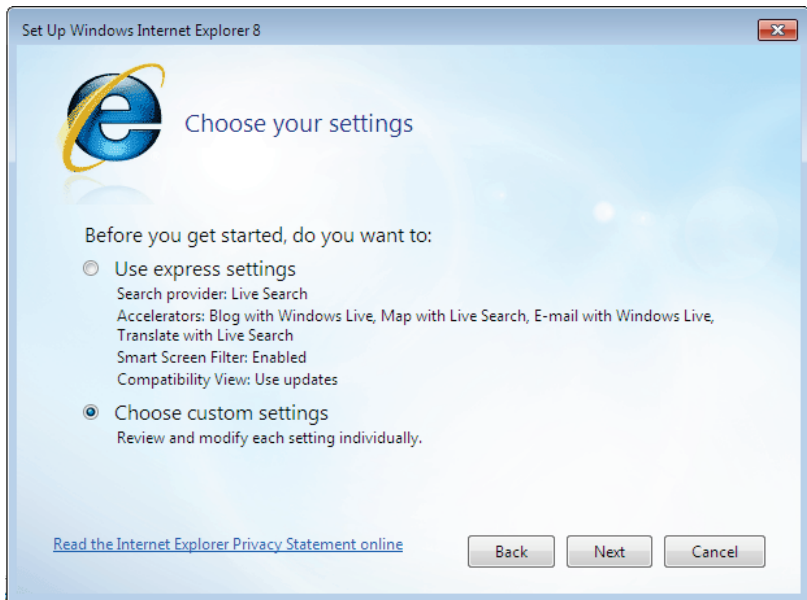 Set Up Windows Internet Explorer 8
Choose your settings
Before you get started, do you want to:
Use express settings
Search provider: Live Search
Accelerators: Blog with Windows Live, Map with Live Search, E-mail with Windows Live,
Translate with Live Search
Smart Screen Filter: Enabled
Compatibility View: Use updates
Choose custom settings
Review and modify each setting individually.
Read the Internet Explorer Privacy Statement online
Back
Next
Cancel